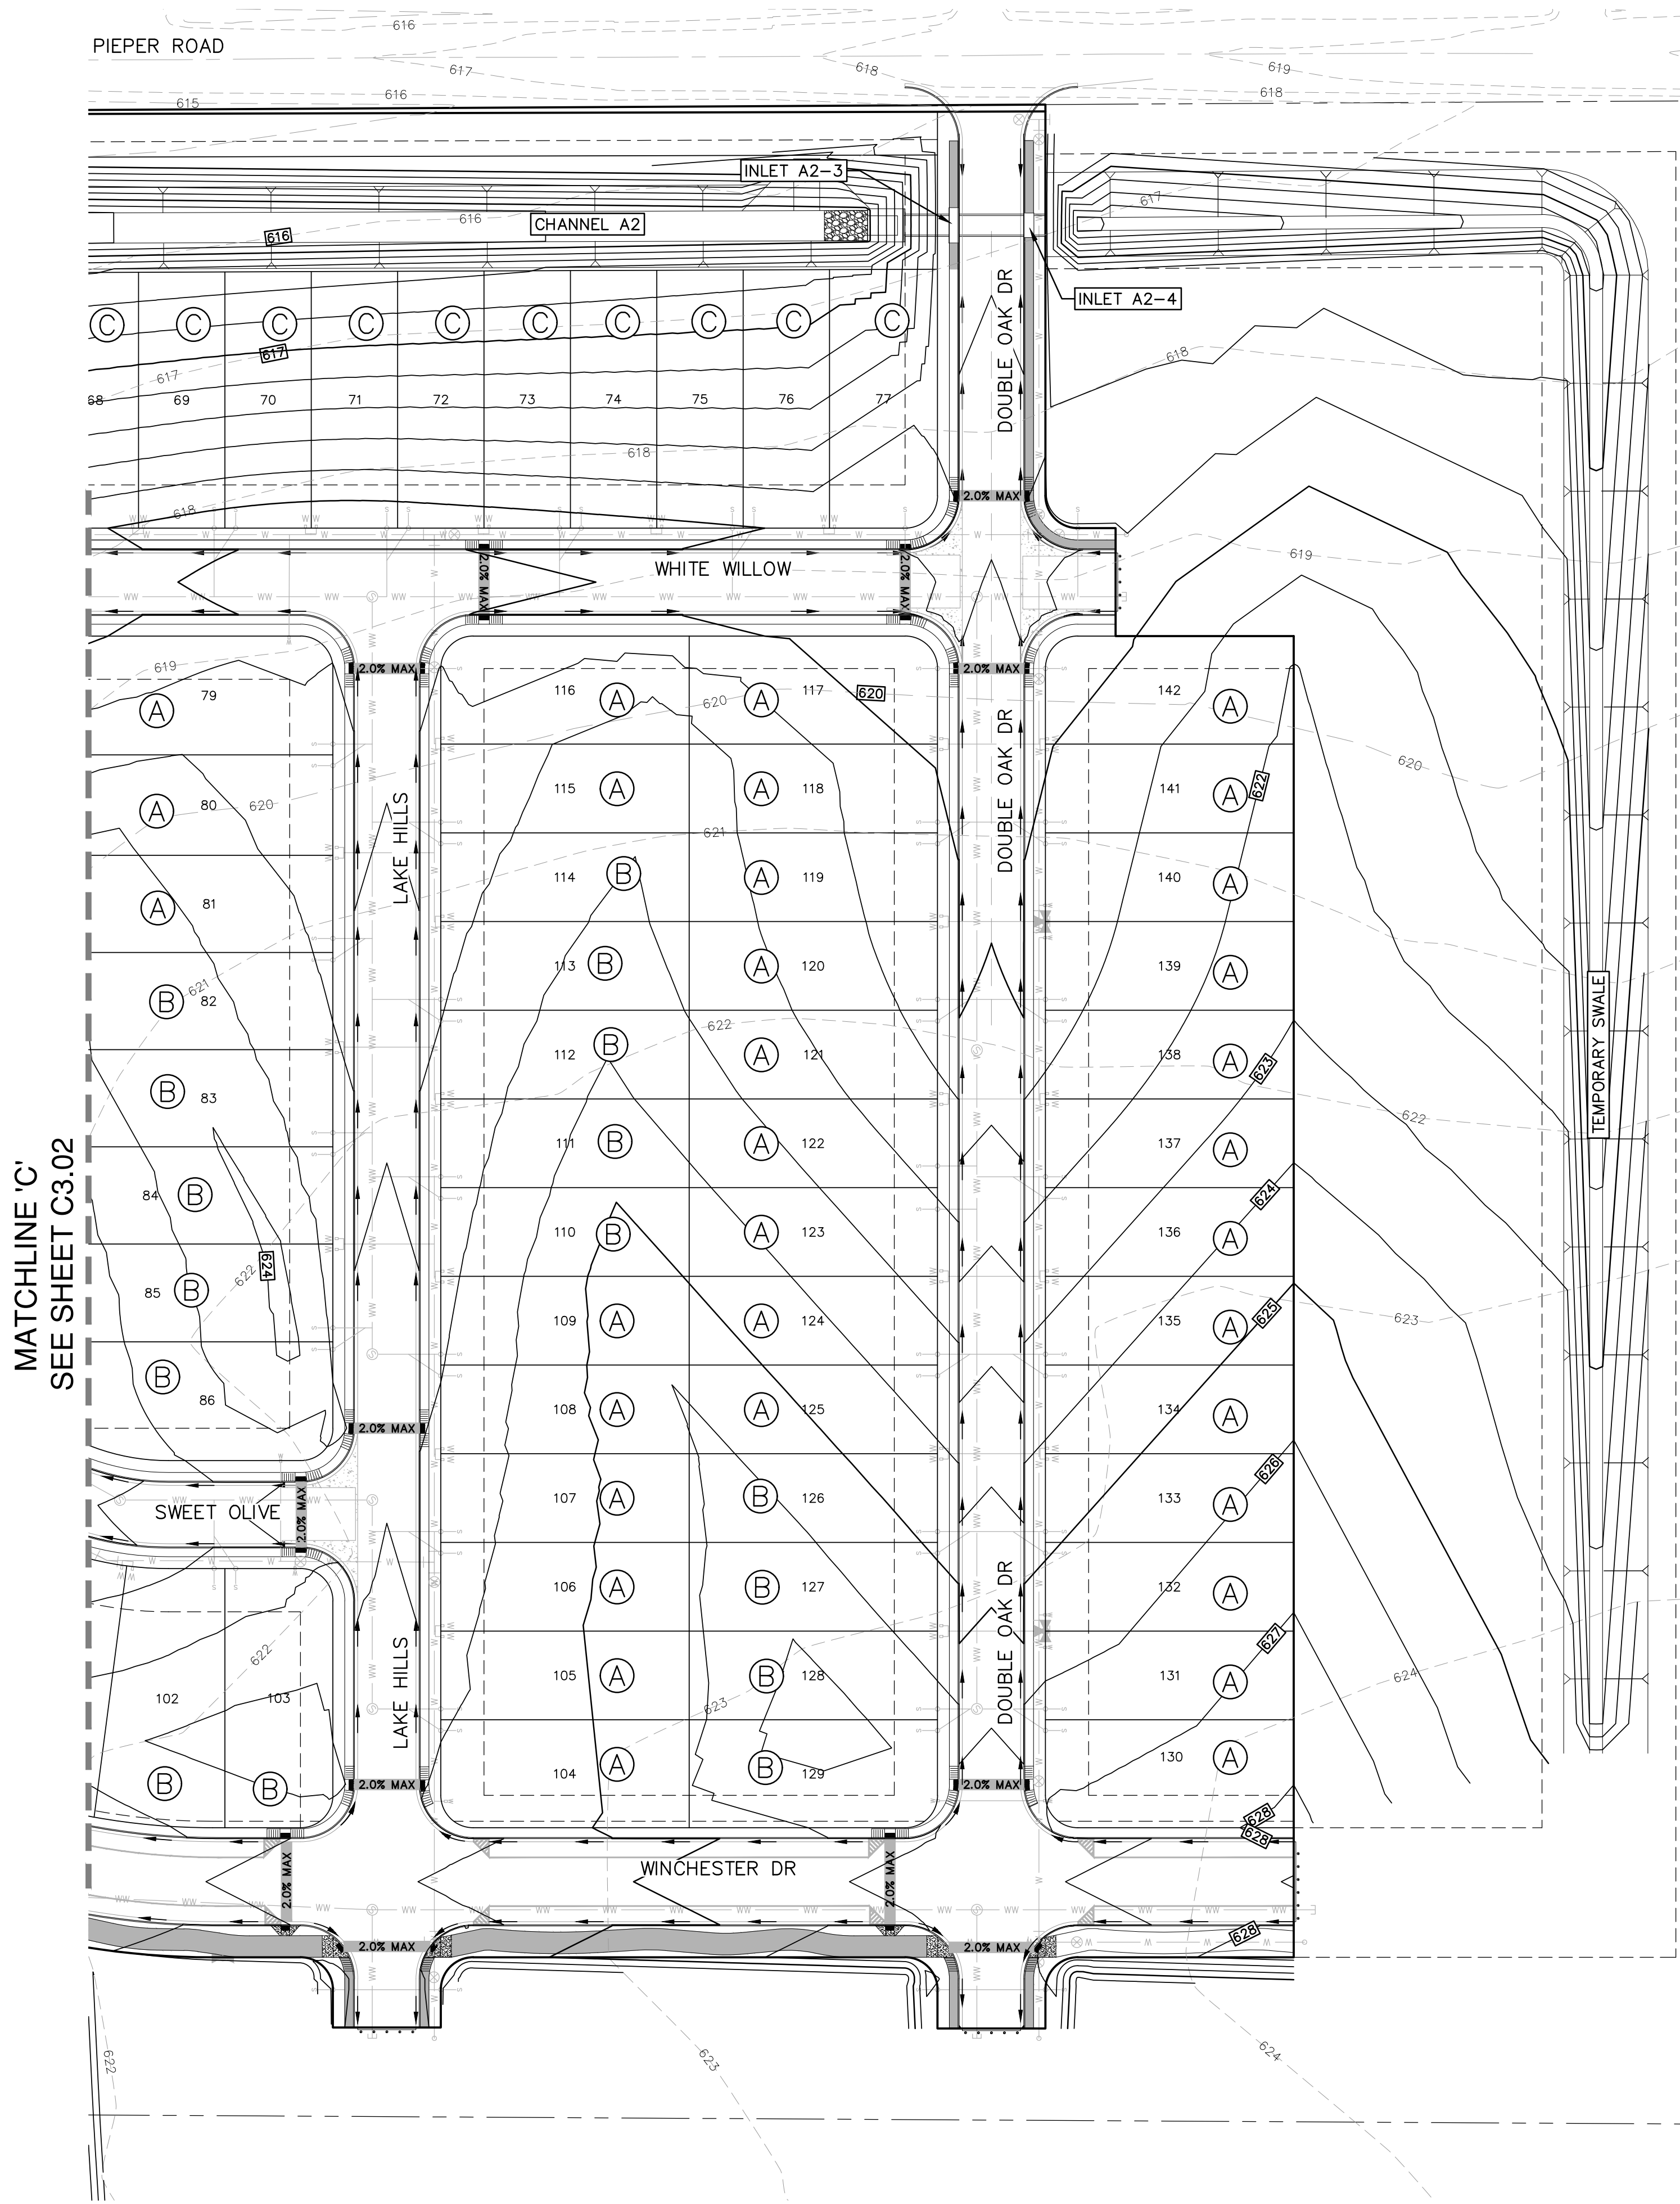 616
PIEPER ROAD
617
618
619
618
615
616
INLET A2-3
617
616
CHANNEL A2
616
INLET A2-4
DOUBLE OAK DR
C C C C C C C C C C
617
617
618
68 69 70 71 72 73 74 75 76 77
618
618
2.0% MAX
619
WHITE WILLOW
2.0% MAX
2.0% MAX
619
2.0% MAX
2.0% MAX
79
A
116 A
A 117
620
620
142 A
DOUBLE OAK DR
620
A 80
620
LAKE HILLS
115 A
A 118
141 A
622
621
A 81
114 B
A 119
140 A
621
B 82
113 B
A 120
139 A
622
B 83
112 B
A 121
138 A
623
622
TEMPORARY SWALE
MATCHLINE 'C'
SEE SHEET C3.02
84 B
111 B
A 122
137 A
624
622
624
110 B
A 123
136 A
85 B
109 A
A 124
135 A
625
623
B
86
108 A
A 125
134 A
2.0% MAX
626
SWEET OLIVE
2.0% MAX
107 A
B 126
133 A
106 A
B 127
132 A
DOUBLE OAK DR
627
622
LAKE HILLS
102 103
105 A
B 128
131 A
624
623
B B
104 A
B 129
130 A
2.0% MAX
2.0% MAX
628
628
WINCHESTER DR
2.0% MAX
2.0% MAX
628
2.0% MAX
2.0% MAX
622
623
624